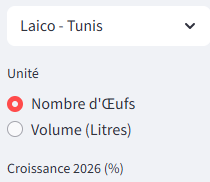 Laico - Tunis
Unité
Nombre d'Œufs
Volume (Litres)
Croissance 2026 (%)